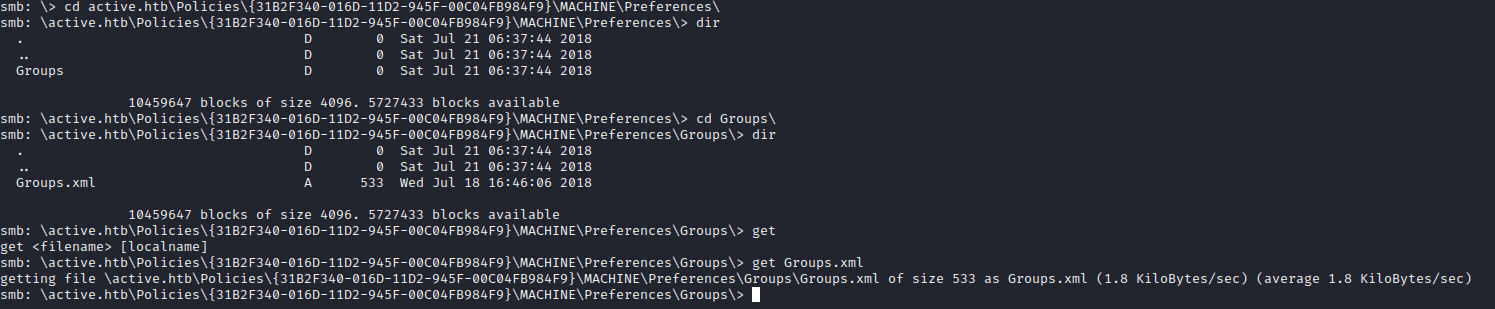 smb: \> cd active.htb\Policies\{31B2F340-016D-11D2-945F-00C04FB984F9}\MACHINE\Preferences\
smb: \active.htb\Policies\{31B2F340-016D-11D2-945F-00C04FB984F9}\MACHINE\Preferences\> dir
  .                                   D        0  Sat Jul 21 06:37:44 2018
  ..                                  D        0  Sat Jul 21 06:37:44 2018
  Groups                              D        0  Sat Jul 21 06:37:44 2018
                10459647 blocks of size 4096. 5727433 blocks available
smb: \active.htb\Policies\{31B2F340-016D-11D2-945F-00C04FB984F9}\MACHINE\Preferences\> cd Groups\
smb: \active.htb\Policies\{31B2F340-016D-11D2-945F-00C04FB984F9}\MACHINE\Preferences\Groups\> dir
  .                                   D        0  Sat Jul 21 06:37:44 2018
  ..                                  D        0  Sat Jul 21 06:37:44 2018
  Groups.xml                          A      533  Wed Jul 18 16:46:06 2018
                10459647 blocks of size 4096. 5727433 blocks available
smb: \active.htb\Policies\{31B2F340-016D-11D2-945F-00C04FB984F9}\MACHINE\Preferences\Groups\> get
get <filename> [localname]
smb: \active.htb\Policies\{31B2F340-016D-11D2-945F-00C04FB984F9}\MACHINE\Preferences\Groups\> get Groups.xml
getting file \active.htb\Policies\{31B2F340-016D-11D2-945F-00C04FB984F9}\MACHINE\Preferences\Groups\Groups.xml of size 533 as Groups.xml (1.8 KiloBytes/sec) (average 1.8 KiloBytes/sec)
smb: \active.htb\Policies\{31B2F340-016D-11D2-945F-00C04FB984F9}\MACHINE\Preferences\Groups\>